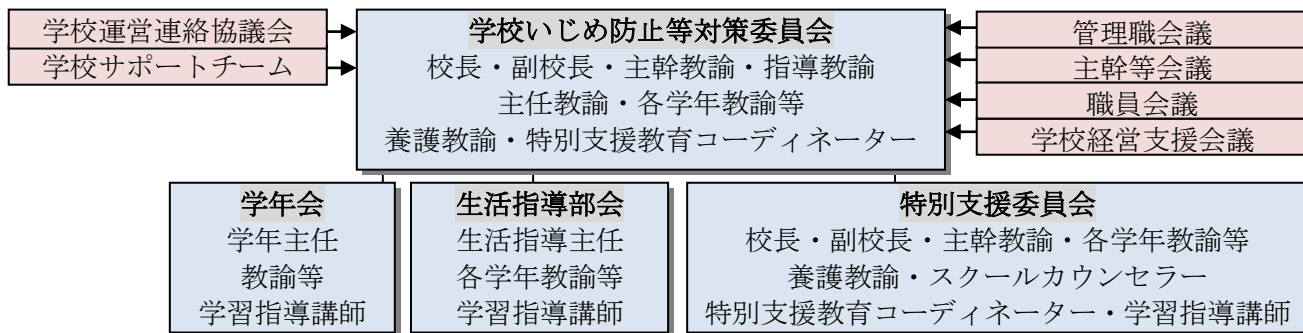 学校運営連絡協議会
学校サポートチーム
学校いじめ防止等対策委員会
校長・副校長・主幹教諭・指導教諭
主任教諭・各学年教諭等
養護教諭・特別支援教育コーディネーター
管理職会議
主幹等会議
職員会議
学校経営支援会議
学年会
学年主任
教諭等
学習指導講師
生活指導部会
生活指導主任
各学年教諭等
学習指導講師
特別支援委員会
校長・副校長・主幹教諭・各学年教諭等
養護教諭・スクールカウンセラー
特別支援教育コーディネーター・学習指導講師